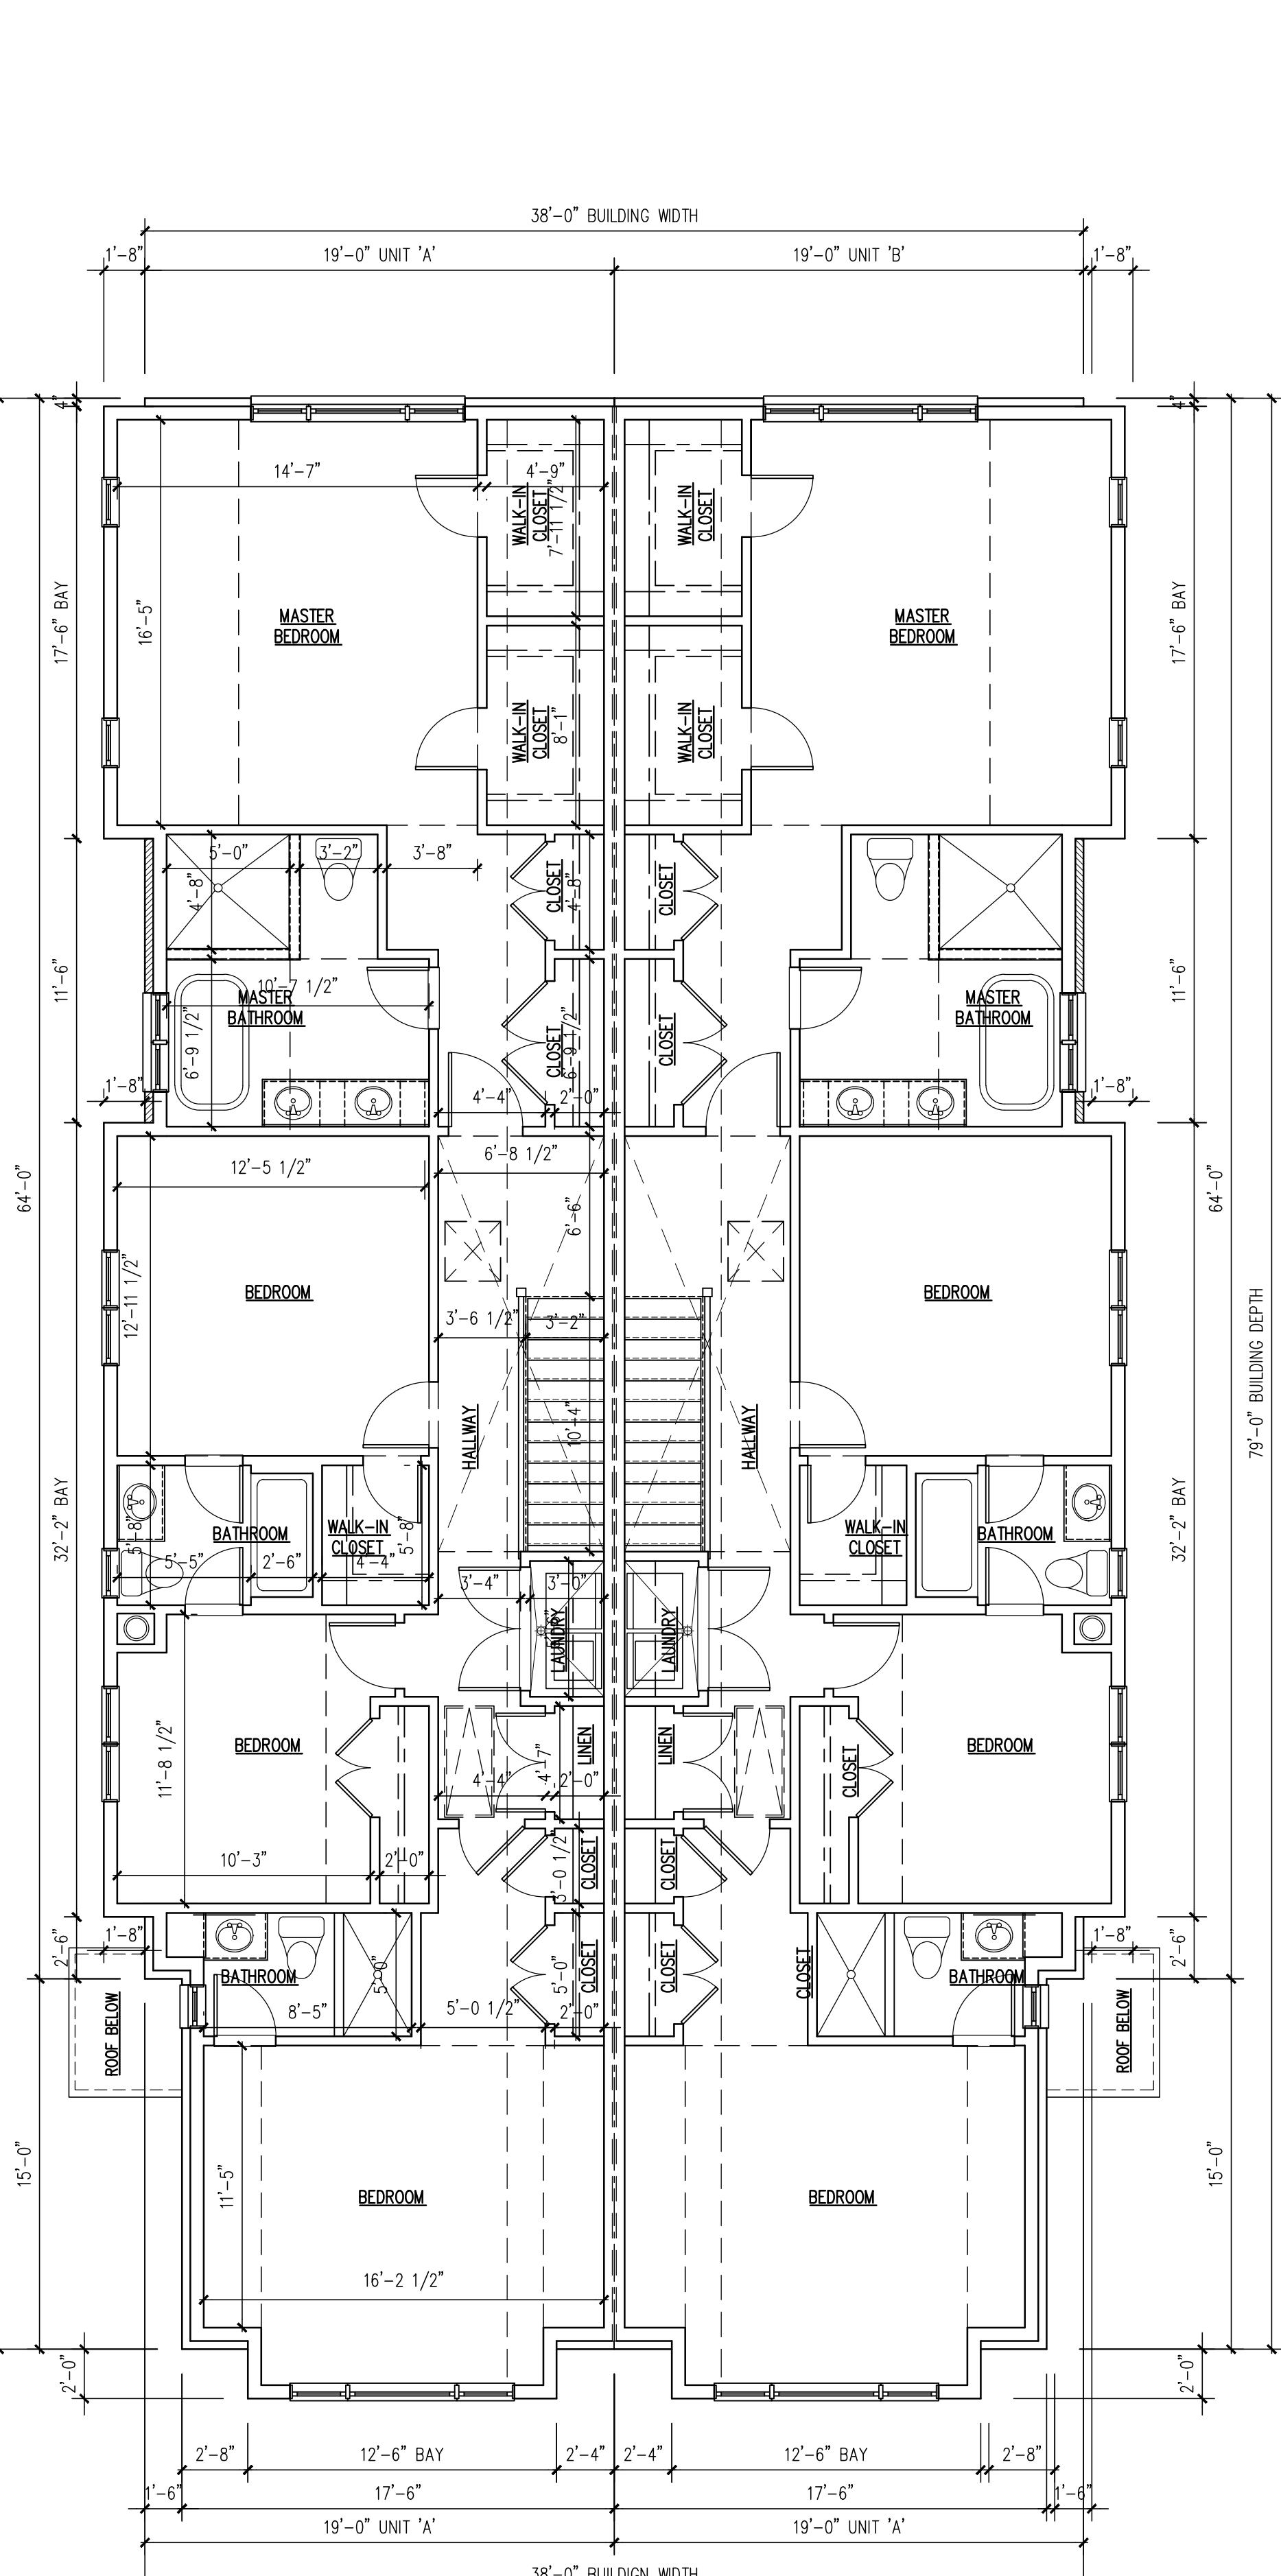 38'-0" BUILDING WIDTH
1'-8"
19'-0" UNIT 'A'
19'-0" UNIT 'B'
1'-8"
4"
4"
14'-7"
4'-9"
WALK-IN
CLOSET
7'-11 1/2"
WALK-IN
CLOSET
17'-6" BAY
16'-5"
MASTER
BEDROOM
MASTER
BEDROOM
17'-6" BAY
WALK-IN
CLOSET
8'-1"
WALK-IN
CLOSET
5'-0"
3'-2"
3'-8"
4'-8"
CLOSET
4'-8"
CLOSET
11'-6"
10'-7 1/2"
MASTER
BATHROOM
MASTER
BATHROOM
11'-6"
6'-9 1/2"
CLOSET
6'-9 1/2"
CLOSET
1'-8"
4'-4"
2'-0"
1'-8"
64'-0"
12'-5 1/2"
6'-8 1/2"
6'-6"
64'-0"
12'-11 1/2"
BEDROOM
BEDROOM
3'-6 1/2"
3'-2"
79'-0" BUILDING DEPTH
HALLWAY
10'-4"
HALLWAY
32'-2" BAY
5'-8"
BATHROOM
WALK-IN
CLOSET
5'-8"
WALK-IN
CLOSET
BATHROOM
32'-2" BAY
5'-5"
2'-6"
4'-4"
3'-4"
3'-0"
LAUNDRY
LAUNDRY
11'-8 1/2"
BEDROOM
LINEN
LINEN
CLOSET
BEDROOM
4'-4"
4'-7"
2'-0"
10'-3"
2'-0"
3'-0 1/2"
CLOSET
CLOSET
2'-6"
1'-8"
1'-8"
2'-6"
BATHROOM
5'-0"
5'-0"
CLOSET
CLOSET
CLOSET
BATHROOM
ROOF BELOW
8'-5"
5'-0 1/2"
2'-0"
ROOF BELOW
15'-0"
11'-5"
BEDROOM
BEDROOM
15'-0"
16'-2 1/2"
2'-0"
2'-0"
2'-8"
12'-6" BAY
2'-4"
2'-4"
12'-6" BAY
2'-8"
1'-6"
17'-6"
17'-6"
1'-6"
19'-0" UNIT 'A'
19'-0" UNIT 'A'
38'-0" BUILDIGN WIDTH